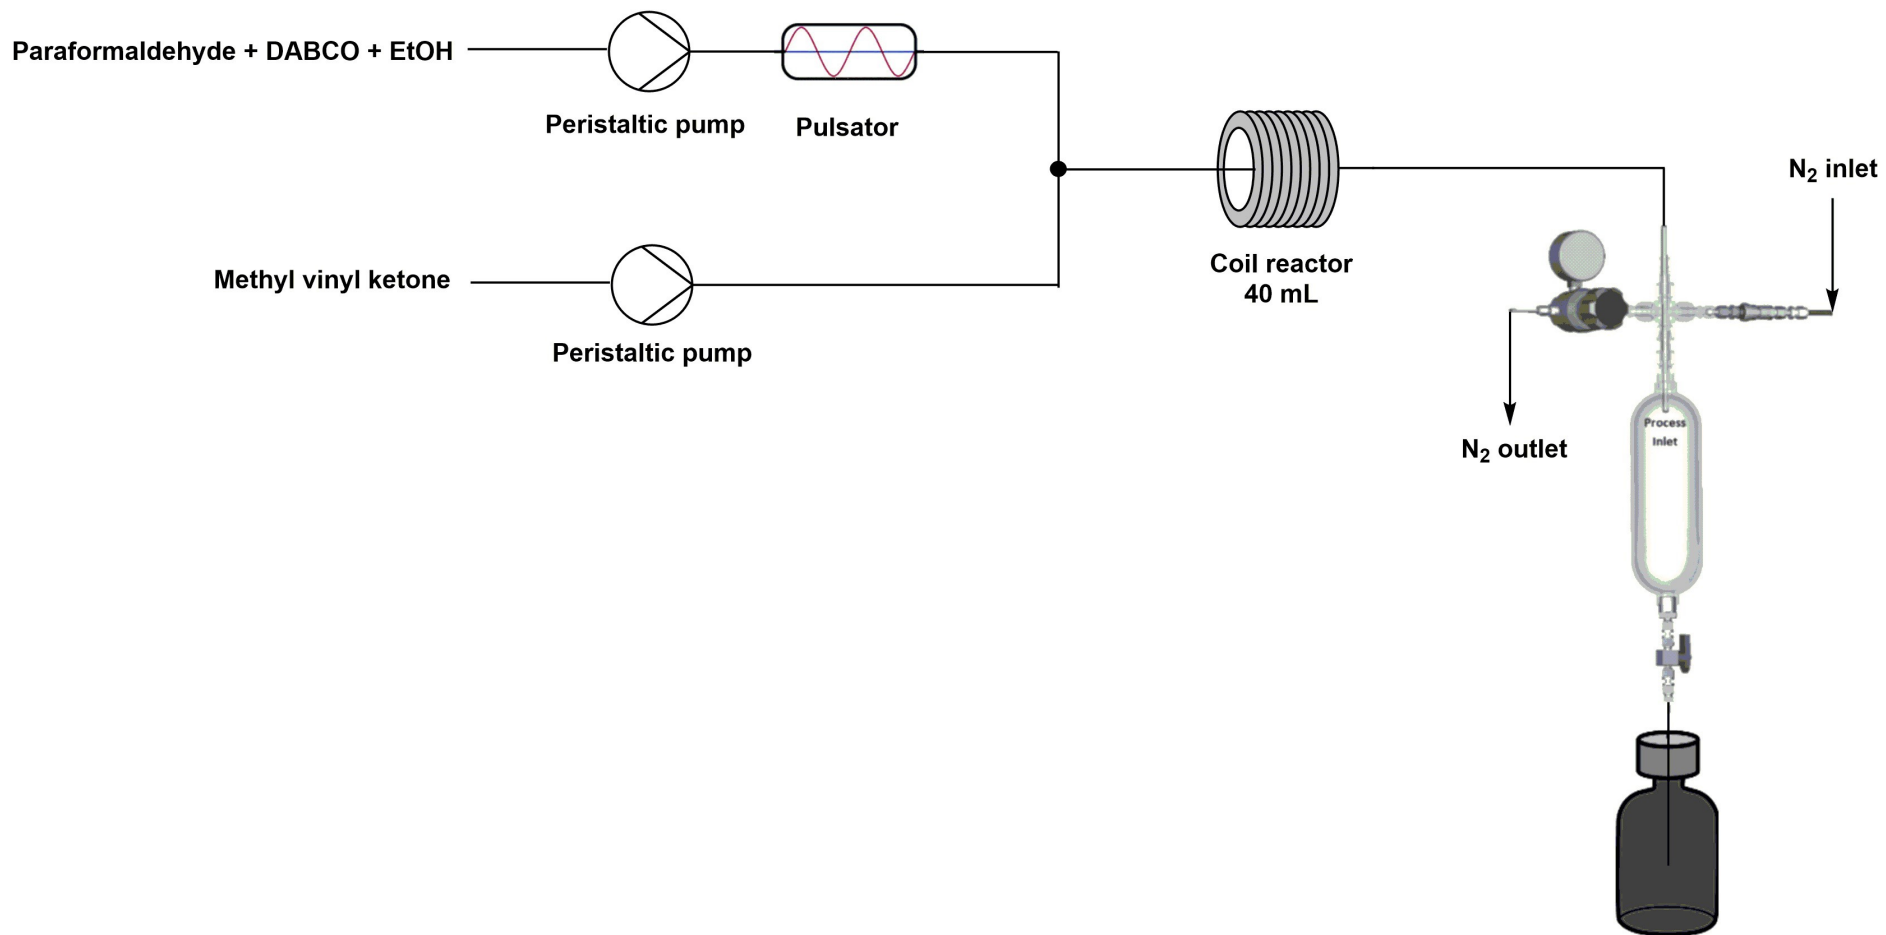 Paraformaldehyde + DABCO + EtOH
Peristaltic pump
Pulsator
Methyl vinyl ketone
Peristaltic pump
Coil reactor
40 mL
N₂ inlet
N₂ outlet
Process
Inlet